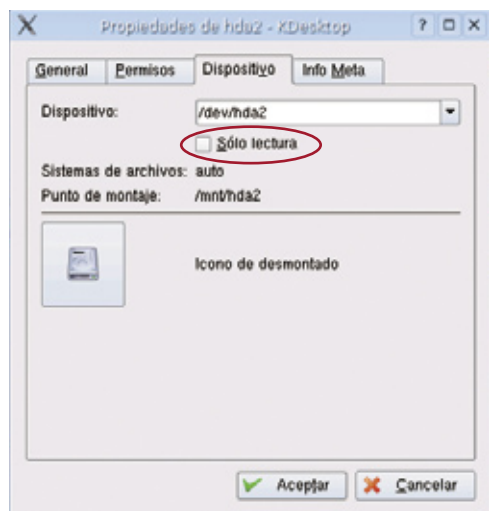 Propiedades de hda2 - KDesktop
General Permisos Dispositivo Info Meta
Dispositivo: /dev/hda2
Sólo lectura
Sistemas de archivos: auto
Punto de montaje: /mnt/hda2
Icono de desmontado
Aceptar Cancelar